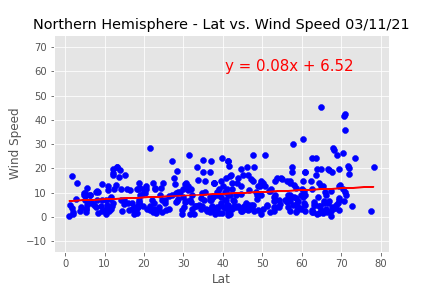 Northern Hemisphere - Lat vs. Wind Speed 03/11/21
y = 0.08x + 6.52
Wind Speed
70
60
50
40
30
20
10
0
−10
0 10 20 30 40 50 60 70 80
Lat